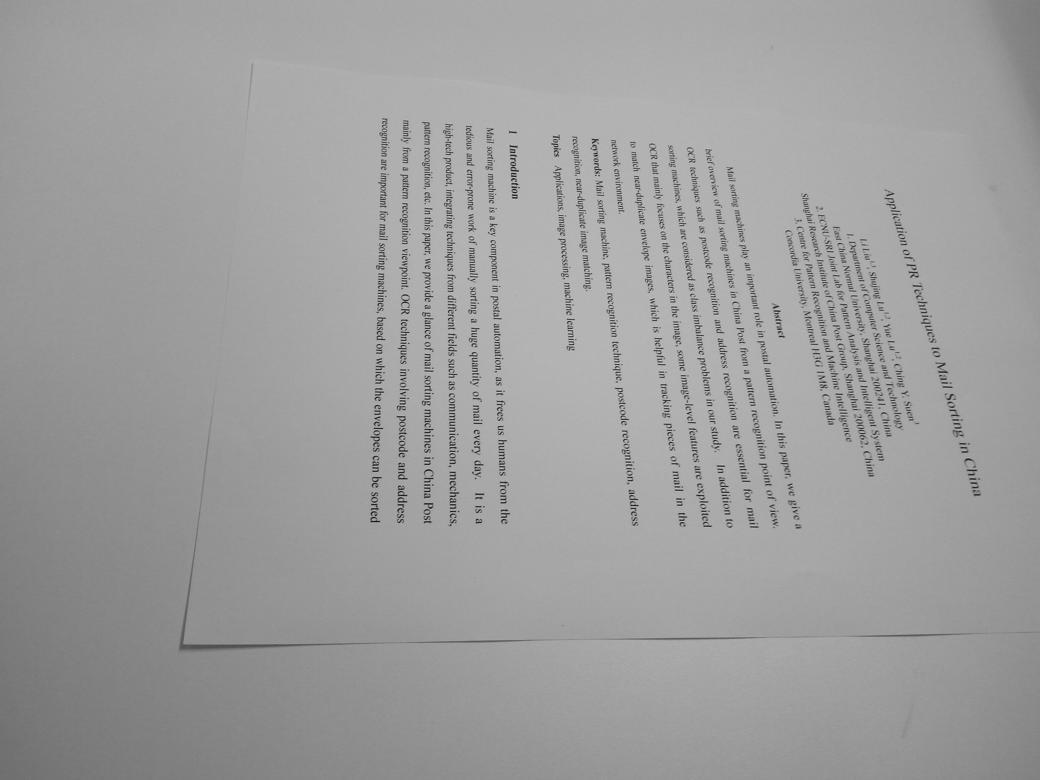 Application of PR Techniques to Mail Sorting in China
Li Liu 1,2, Shujing Lu 1,2, Yue Lu 1,2, Ching Y. Suen 3
1. Department of Computer Science and Technology
East China Normal University, Shanghai 200241, China
2. ECNU-SRI Joint Lab for Pattern Analysis and Intelligent System
Shanghai Research Institute of China Post Group, Shanghai 200062, China
3. Centre for Pattern Recognition and Machine Intelligence
Concordia University, Montreal H3G 1M8, Canada
Abstract
Mail sorting machines play an important role in postal automation. In this paper, we give a
brief overview of mail sorting machines in China Post from a pattern recognition point of view.
OCR techniques such as postcode recognition and address recognition are essential for mail
sorting machines, which are considered as class imbalance problems in our study. In addition to
OCR that mainly focuses on the characters in the image, some image-level features are exploited
to match near-duplicate envelope images, which is helpful in tracking pieces of mail in the
network environment.
Keywords: Mail sorting machine, pattern recognition technique, postcode recognition, address
recognition, near-duplicate image matching.
Topics Applications, image processing, machine learning
1 Introduction
Mail sorting machine is a key component in postal automation, as it frees us humans from the
tedious and error-prone work of manually sorting a huge quantity of mail every day. It is a
high-tech product, integrating techniques from different fields such as communication, mechanics,
pattern recognition, etc. In this paper, we provide a glance of mail sorting machines in China Post
mainly from a pattern recognition viewpoint. OCR techniques involving postcode and address
recognition are important for mail sorting machines, based on which the envelopes can be sorted